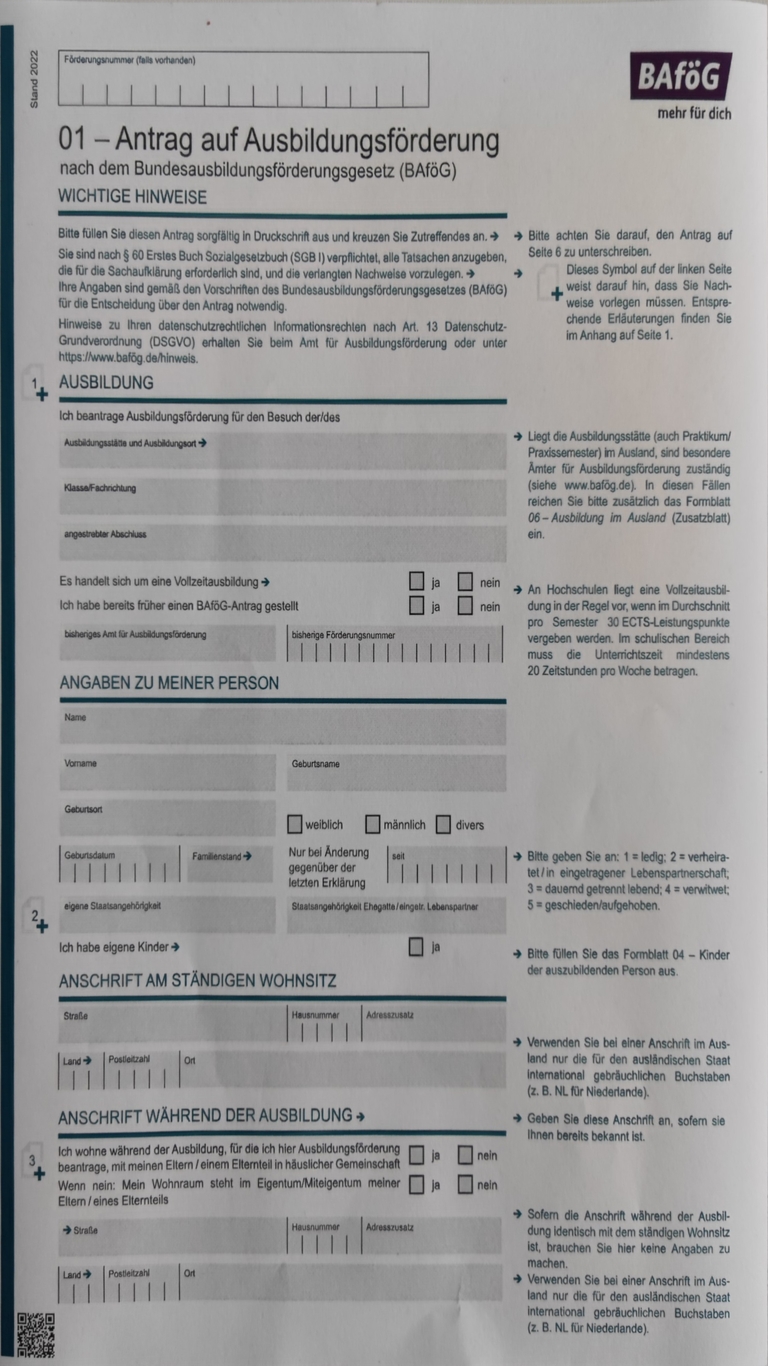 Stand 2022
Förderungsnummer (falls vorhanden)
BAföG
mehr für dich
01 – Antrag auf Ausbildungsförderung
nach dem Bundesausbildungsförderungsgesetz (BAföG)
WICHTIGE HINWEISE
Bitte füllen Sie diesen Antrag sorgfältig in Druckschrift aus und kreuzen Sie Zutreffendes an. →
Sie sind nach § 60 Erstes Buch Sozialgesetzbuch (SGB I) verpflichtet, alle Tatsachen anzugeben,
die für die Sachaufklärung erforderlich sind, und die verlangten Nachweise vorzulegen. →
Ihre Angaben sind gemäß den Vorschriften des Bundesausbildungsförderungsgesetzes (BAföG)
für die Entscheidung über den Antrag notwendig.
Hinweise zu Ihren datenschutzrechtlichen Informationsrechten nach Art. 13 Datenschutz-
Grundverordnung (DSGVO) erhalten Sie beim Amt für Ausbildungsförderung oder unter
https://www.bafög.de/hinweis.
→ Bitte achten Sie darauf, den Antrag auf
Seite 6 zu unterschreiben.
→ Dieses Symbol auf der linken Seite
weist darauf hin, dass Sie Nach-
weise vorlegen müssen. Entspre-
chende Erläuterungen finden Sie
im Anhang auf Seite 1.
1 AUSBILDUNG
Ich beantrage Ausbildungsförderung für den Besuch der/des
Ausbildungsstätte und Ausbildungsort →
Klasse/Fachrichtung
angestrebter Abschluss
→ Liegt die Ausbildungsstätte (auch Praktikum/
Praxissemester) im Ausland, sind besondere
Ämter für Ausbildungsförderung zuständig
(siehe www.bafög.de). In diesen Fällen
reichen Sie bitte zusätzlich das Formblatt
06 – Ausbildung im Ausland (Zusatzblatt)
ein.
Es handelt sich um eine Vollzeitausbildung → ja nein
Ich habe bereits früher einen BAföG-Antrag gestellt ja nein
bisheriges Amt für Ausbildungsförderung bisherige Förderungsnummer
→ An Hochschulen liegt eine Vollzeitausbil-
dung in der Regel vor, wenn im Durchschnitt
pro Semester 30 ECTS-Leistungspunkte
vergeben werden. Im schulischen Bereich
muss die Unterrichtszeit mindestens
20 Zeitstunden pro Woche betragen.
ANGABEN ZU MEINER PERSON
Name
Vorname Geburtsname
Geburtsort
weiblich männlich divers
Geburtsdatum Familienstand → Nur bei Änderung
gegenüber der
letzten Erklärung seit
→ Bitte geben Sie an: 1 = ledig; 2 = verheira-
tet / in eingetragener Lebenspartnerschaft;
3 = dauernd getrennt lebend; 4 = verwitwet;
5 = geschieden/aufgehoben.
2 eigene Staatsangehörigkeit Staatsangehörigkeit Ehegatte / eingetr. Lebenspartner
Ich habe eigene Kinder → ja
→ Bitte füllen Sie das Formblatt 04 – Kinder
der auszubildenden Person aus.
ANSCHRIFT AM STÄNDIGEN WOHNSITZ
Straße Hausnummer Adresszusatz
Land → Postleitzahl Ort
→ Verwenden Sie bei einer Anschrift im Aus-
land nur die für den ausländischen Staat
international gebräuchlichen Buchstaben
(z. B. NL für Niederlande).
ANSCHRIFT WÄHREND DER AUSBILDUNG →
→ Geben Sie diese Anschrift an, sofern sie
Ihnen bereits bekannt ist.
3 Ich wohne während der Ausbildung, für die ich hier Ausbildungsförderung
beantrage, mit meinen Eltern / einem Elternteil in häuslicher Gemeinschaft ja nein
Wenn nein: Mein Wohnraum steht im Eigentum/Miteigentum meiner
Eltern / eines Elternteils ja nein
→ Straße Hausnummer Adresszusatz
Land → Postleitzahl Ort
→ Sofern die Anschrift während der Ausbil-
dung identisch mit dem ständigen Wohnsitz
ist, brauchen Sie hier keine Angaben zu
machen.
→ Verwenden Sie bei einer Anschrift im Aus-
land nur die für den ausländischen Staat
international gebräuchlichen Buchstaben
(z. B. NL für Niederlande).